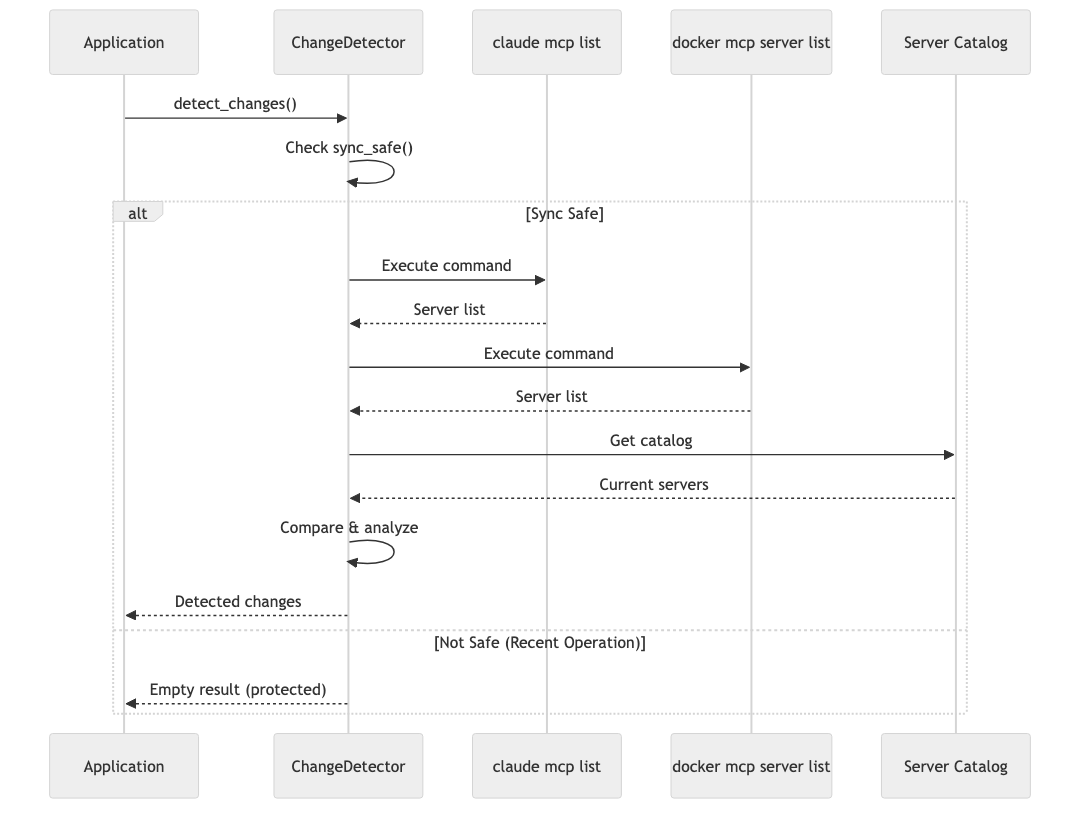 Application
ChangeDetector
claude mcp list
docker mcp server list
Server Catalog
detect_changes()
Check sync_safe()
alt
[Sync Safe]
Execute command
Server list
Execute command
Server list
Get catalog
Current servers
Compare & analyze
Detected changes
[Not Safe (Recent Operation)]
Empty result (protected)
Application
ChangeDetector
claude mcp list
docker mcp server list
Server Catalog